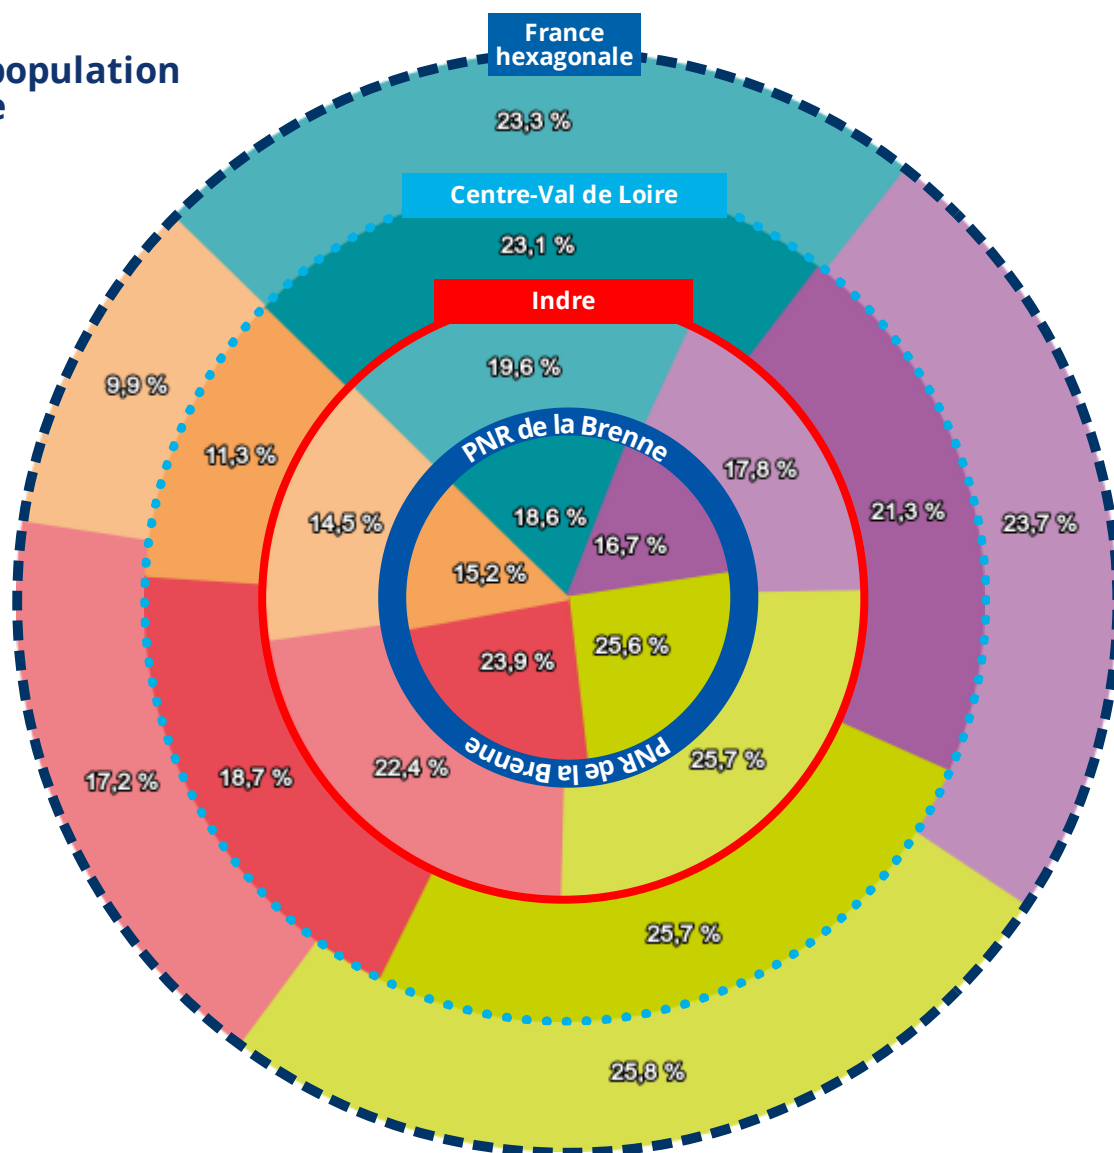 France
hexagonale
population
e
23,3 %
Centre-Val de Loire
23,1 %
Indre
19,6 %
9,9 %
PNR de la Brenne
11,3 %
17,8 %
14,5 %
18,6 %
21,3 %
23,7 %
16,7 %
15,2 %
25,6 %
23,9 %
PNR de la Brenne
25,7 %
22,4 %
18,7 %
17,2 %
25,7 %
25,8 %